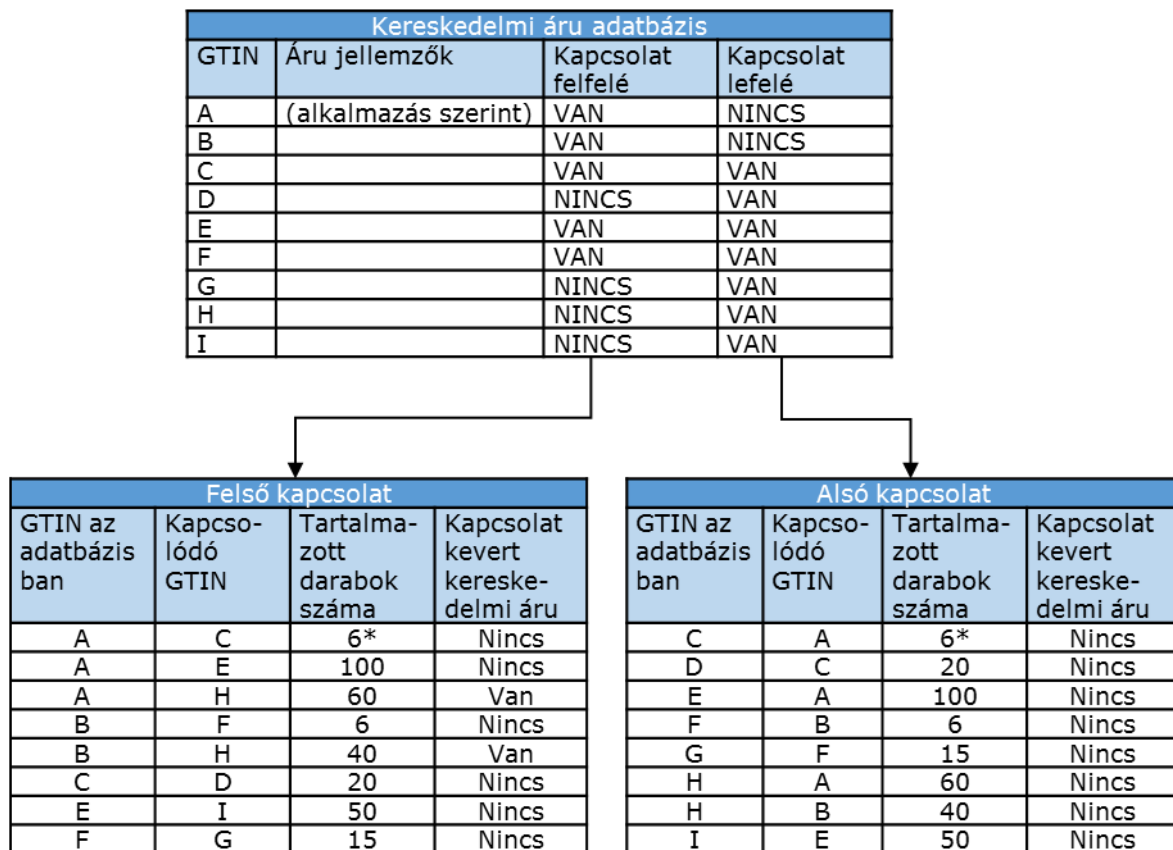 Kereskedelmi áru adatbázis
GTIN Áru jellemzők Kapcsolat felfelé Kapcsolat lefelé
A (alkalmazás szerint) VAN NINCS
B VAN NINCS
C VAN VAN
D NINCS VAN
E VAN VAN
F VAN VAN
G NINCS VAN
H NINCS VAN
I NINCS VAN
Felső kapcsolat
GTIN az adatbázis ban Kapcso- lódó GTIN Tartalma- zott darabok száma Kapcsolat kevert kereske- delmi áru
A C 6* Nincs
A E 100 Nincs
A H 60 Van
B F 6 Nincs
B H 40 Van
C D 20 Nincs
E I 50 Nincs
F G 15 Nincs
Alsó kapcsolat
GTIN az adatbázis ban Kapcso- lódó GTIN Tartalma- zott darabok száma Kapcsolat kevert kereske- delmi áru
C A 6* Nincs
D C 20 Nincs
E A 100 Nincs
F B 6 Nincs
G F 15 Nincs
H A 60 Nincs
H B 40 Nincs
I E 50 Nincs